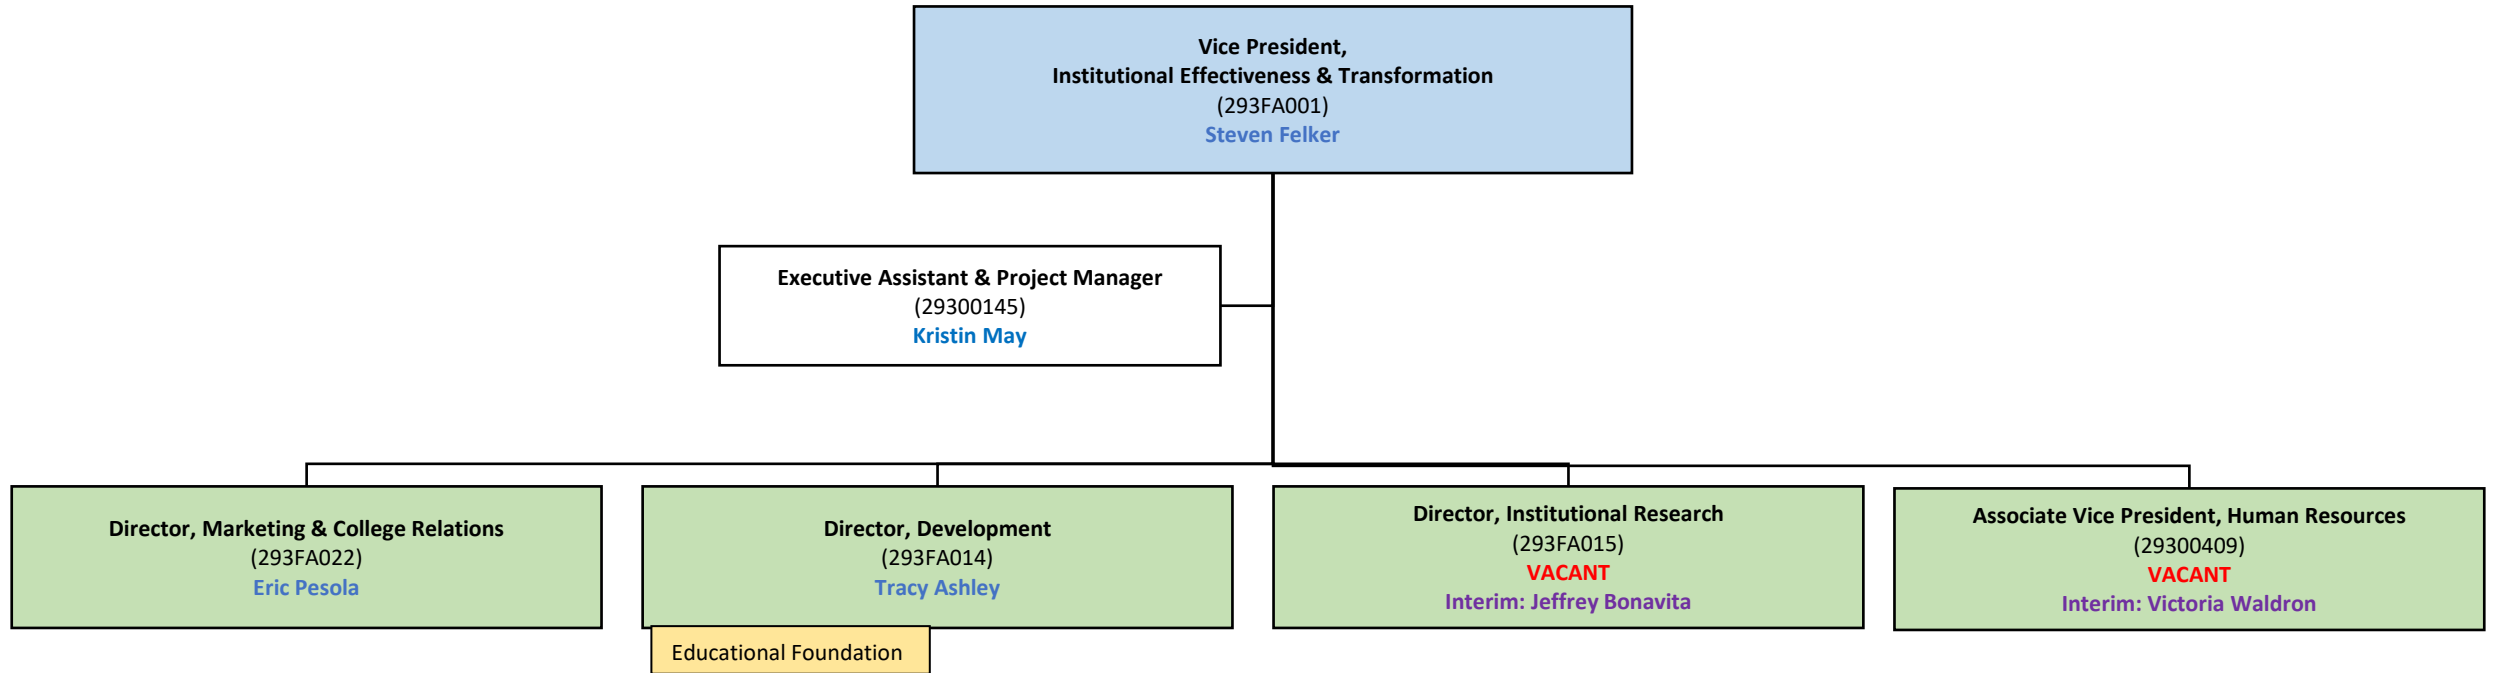 Vice President,
Institutional Effectiveness & Transformation
(293FA001)
Steven Felker
Executive Assistant & Project Manager
(29300145)
Kristin May
Director, Marketing & College Relations
(293FA022)
Eric Pesola
Director, Development
(293FA014)
Tracy Ashley
Educational Foundation
Director, Institutional Research
(293FA015)
VACANT
Interim: Jeffrey Bonavita
Associate Vice President, Human Resources
(29300409)
VACANT
Interim: Victoria Waldron